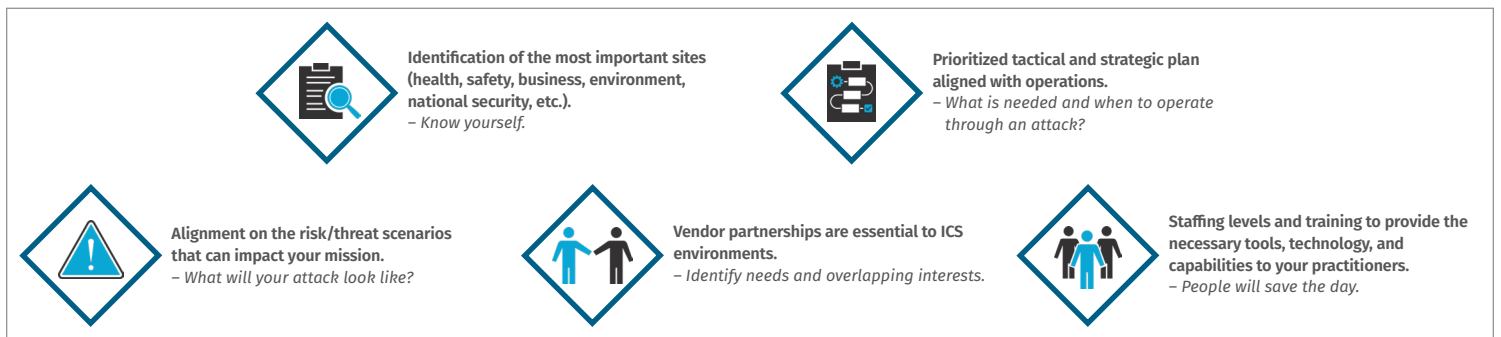 Identification of the most important sites
(health, safety, business, environment,
national security, etc.).
– Know yourself.
Prioritized tactical and strategic plan
aligned with operations.
– What is needed and when to operate
through an attack?
Alignment on the risk/threat scenarios
that can impact your mission.
– What will your attack look like?
Vendor partnerships are essential to ICS
environments.
– Identify needs and overlapping interests.
Staffing levels and training to provide the
necessary tools, technology, and
capabilities to your practitioners.
– People will save the day.